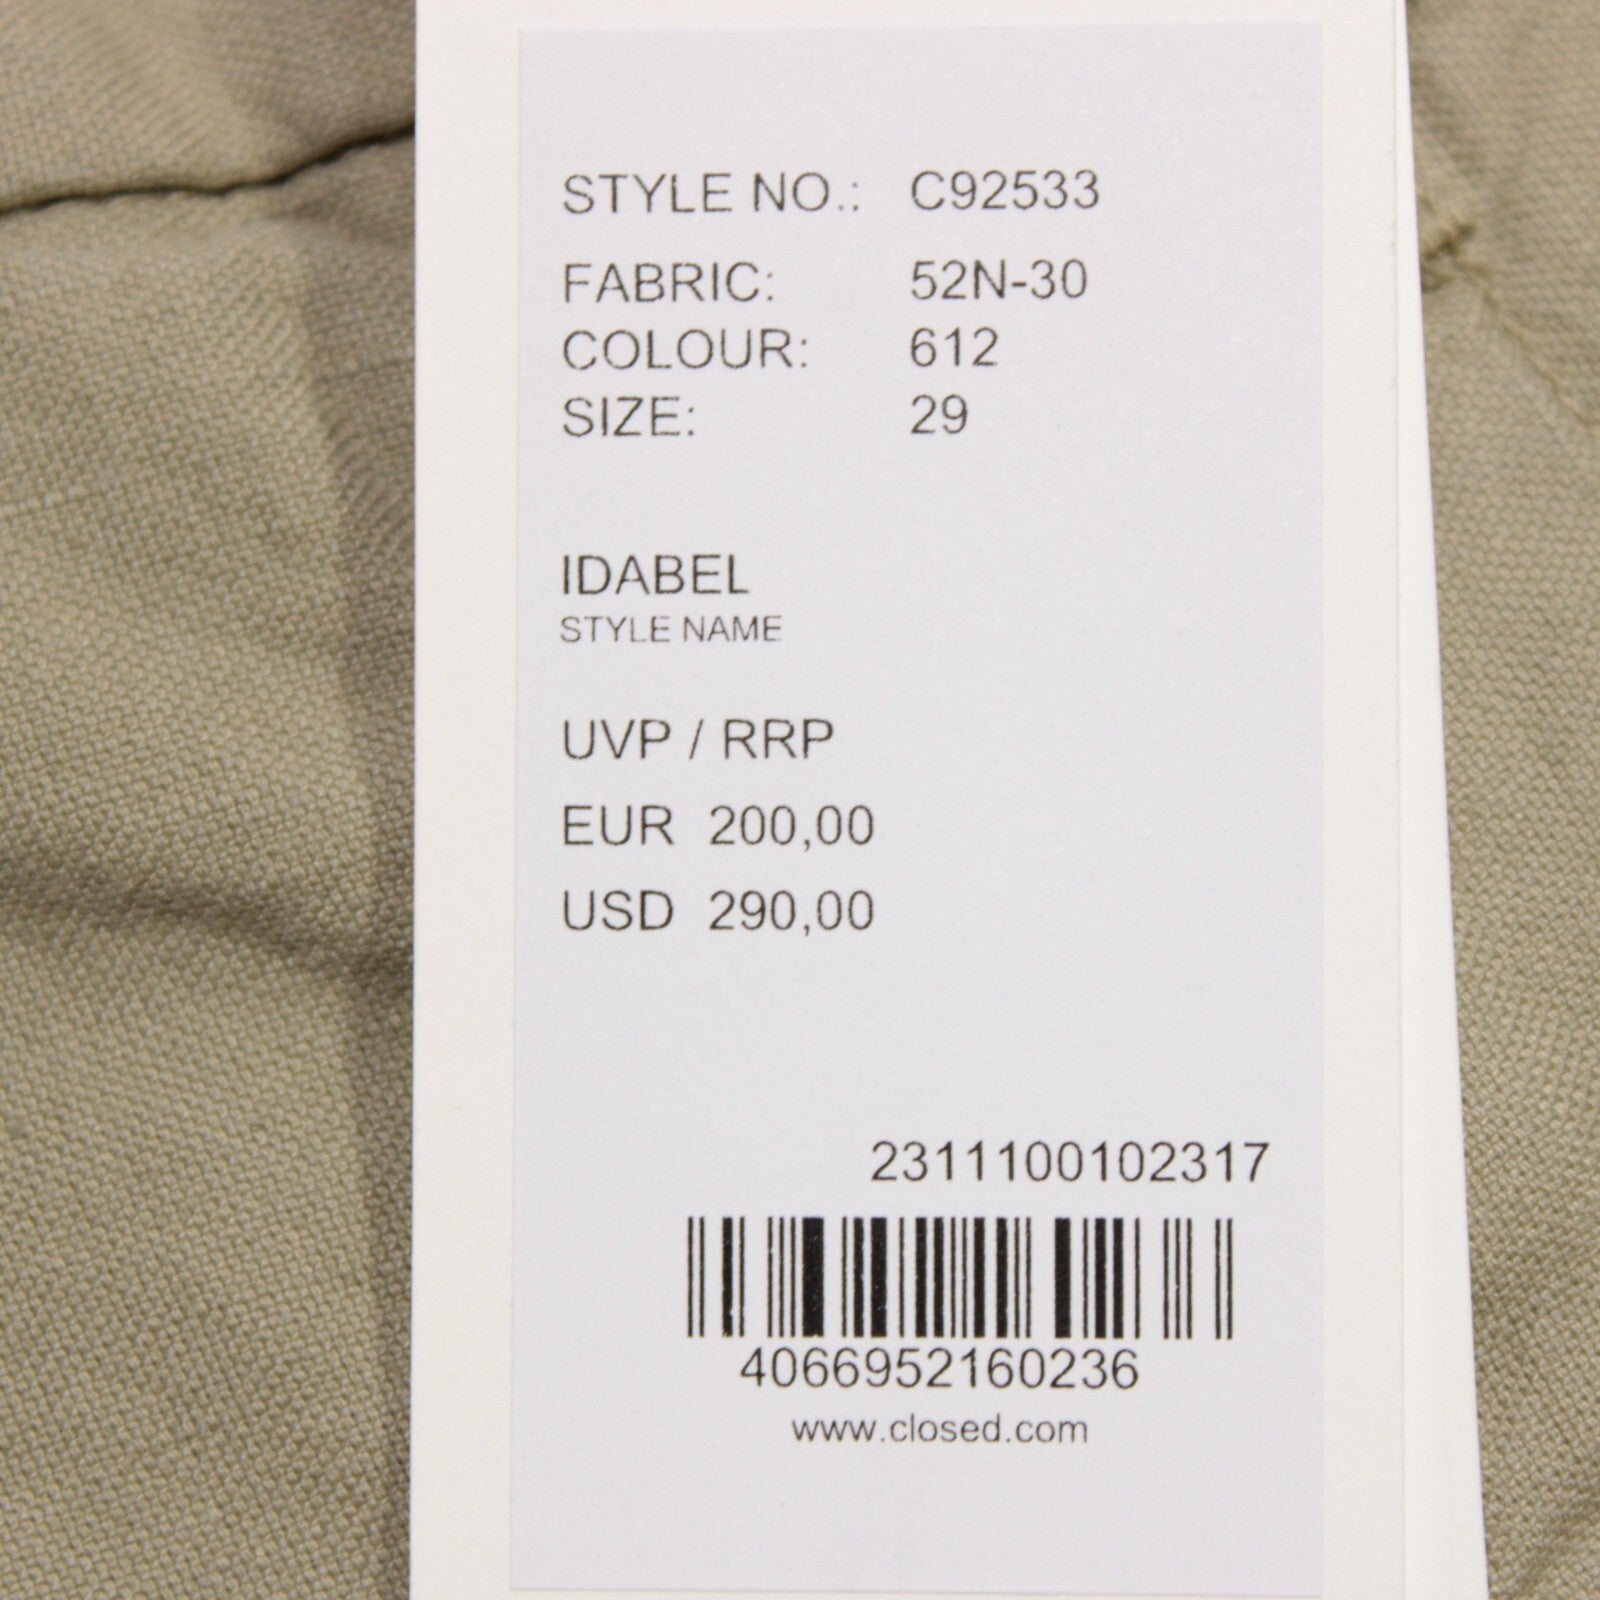 STYLE NO.: C92533
FABRIC: 52N-30
COLOUR: 612
SIZE: 29
IDABEL
STYLE NAME
UVP / RRP
EUR 200,00
USD 290,00
2311100102317
4066952160236
www.closed.com